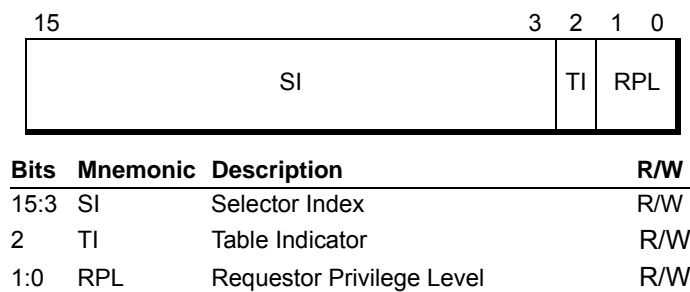 15 3 2 1 0
SI TI RPL
Bits Mnemonic Description R/W
15:3 SI Selector Index R/W
2 TI Table Indicator R/W
1:0 RPL Requestor Privilege Level R/W